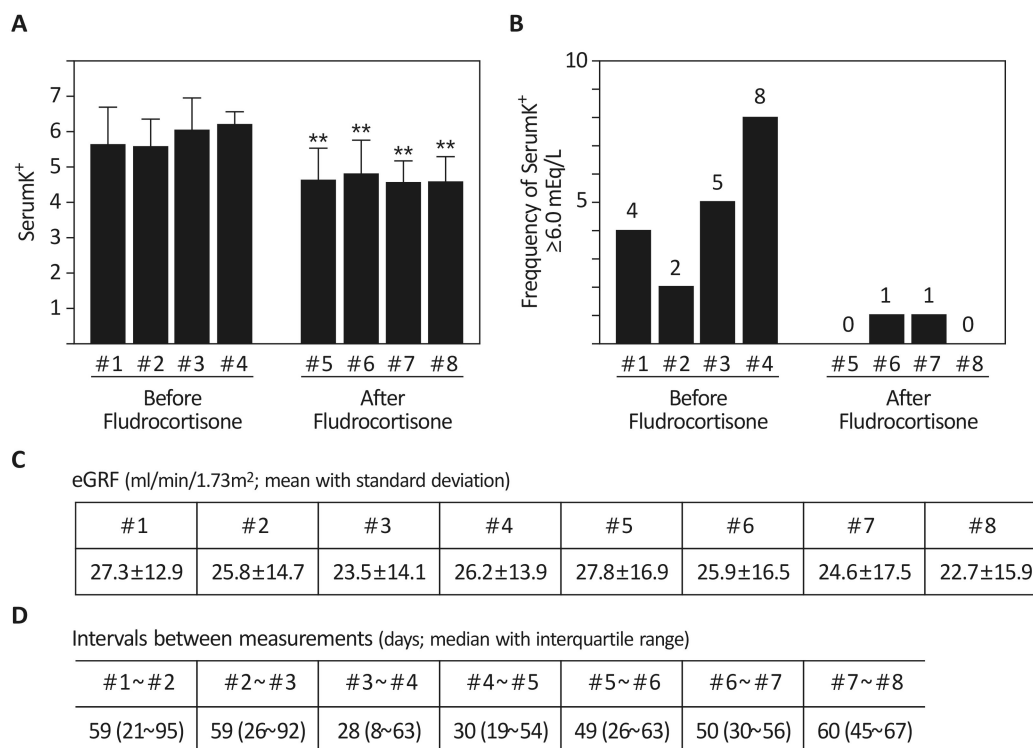 A
7
6
5
4
3
2
1
SerumK⁺
** ** ** **
#1 #2 #3 #4 #5 #6 #7 #8
Before
Fludrocortisone
After
Fludrocortisone
B
10
5
Freqquency of SerumK⁺
≥6.0 mEq/L
4 2 5 8 0 1 1 0
#1 #2 #3 #4 #5 #6 #7 #8
Before
Fludrocortisone
After
Fludrocortisone
C
eGRF (ml/min/1.73m²; mean with standard deviation)
#1 #2 #3 #4 #5 #6 #7 #8
27.3±12.9 25.8±14.7 23.5±14.1 26.2±13.9 27.8±16.9 25.9±16.5 24.6±17.5 22.7±15.9
D
Intervals between measurements (days; median with interquartile range)
#1~#2 #2~#3 #3~#4 #4~#5 #5~#6 #6~#7 #7~#8
59 (21~95) 59 (26~92) 28 (8~63) 30 (19~54) 49 (26~63) 50 (30~56) 60 (45~67)